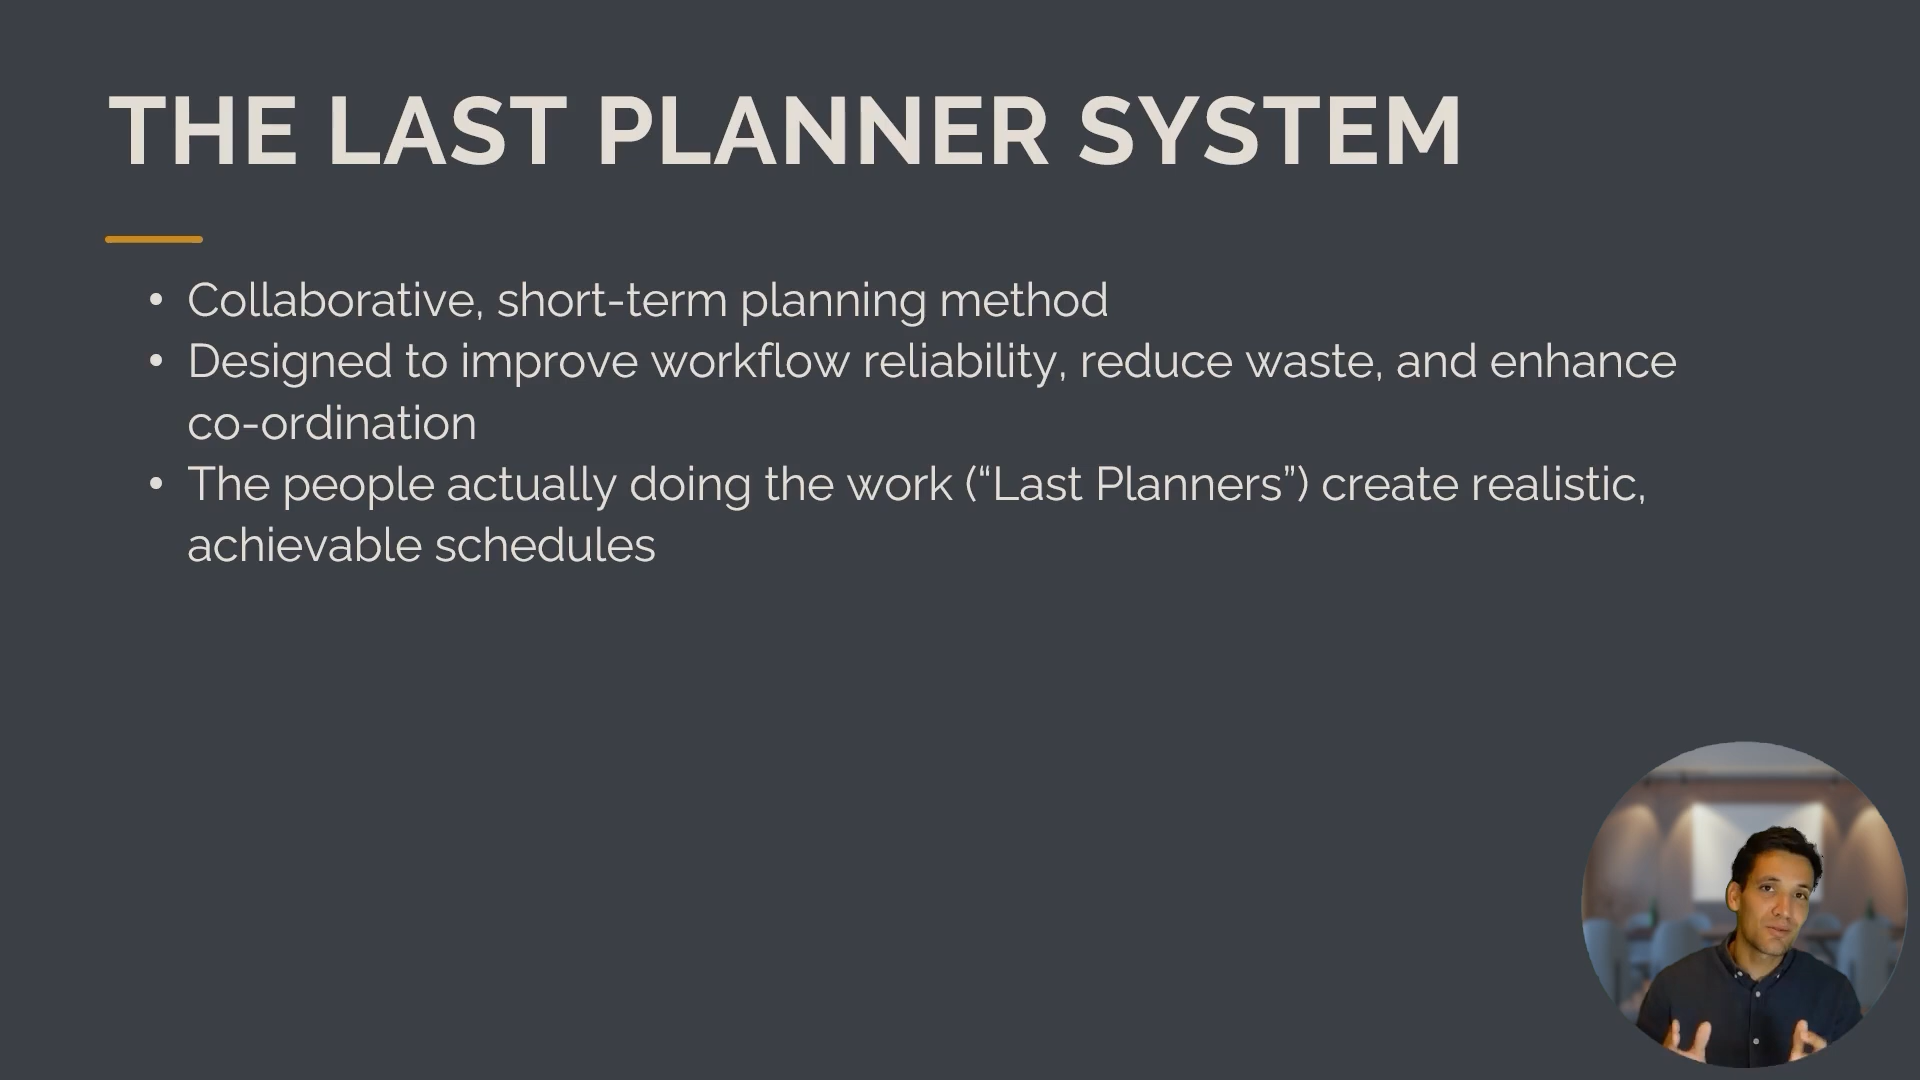 THE LAST PLANNER SYSTEM
• Collaborative, short-term planning method
• Designed to improve workflow reliability, reduce waste, and enhance
co-ordination
• The people actually doing the work (“Last Planners”) create realistic,
achievable schedules